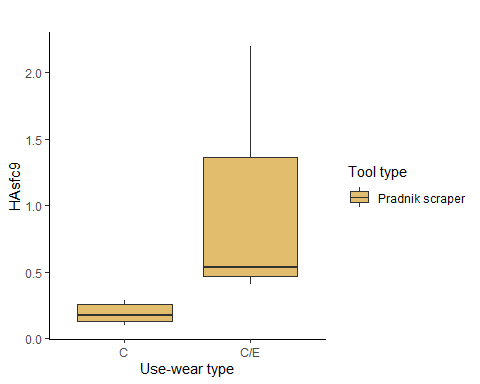 2.0
1.5
1.0
0.5
0.0
HAsfc9
C
C/E
Use-wear type
Tool type
Pradnik scraper